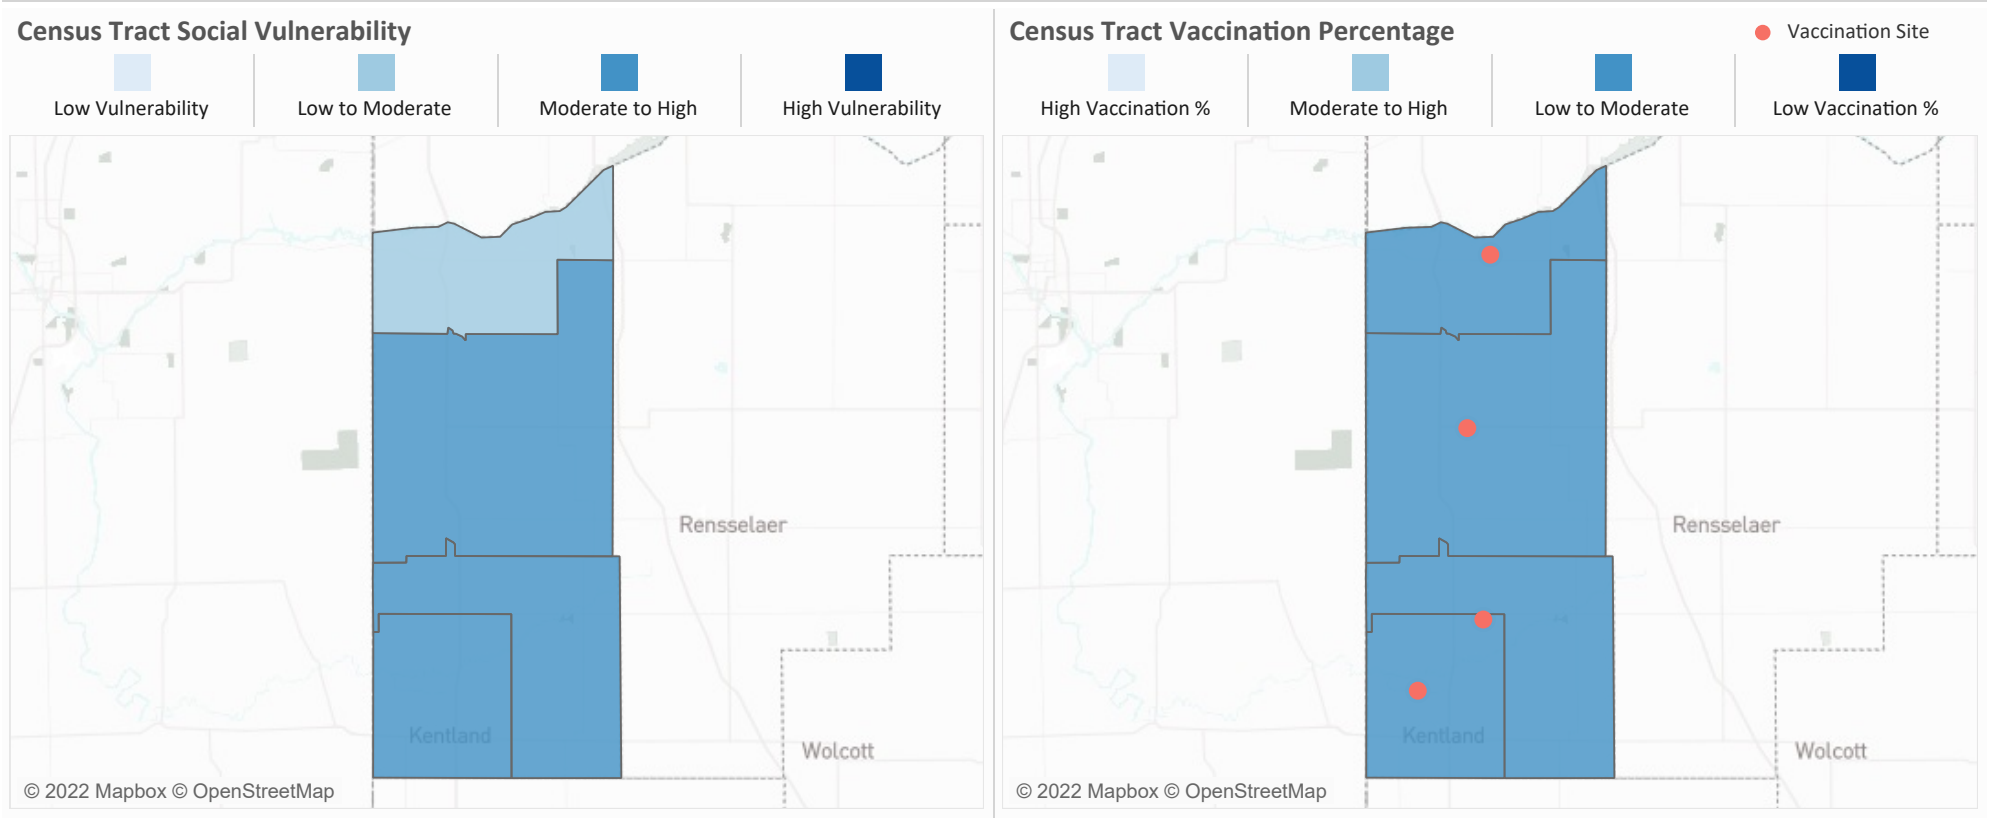 Census Tract Social Vulnerability
Low Vulnerability
Low to Moderate
Moderate to High
High Vulnerability
Rensselaer
Kentland
Wolcott
© 2022 Mapbox © OpenStreetMap
Census Tract Vaccination Percentage
Vaccination Site
High Vaccination %
Moderate to High
Low to Moderate
Low Vaccination %
Rensselaer
Kentland
Wolcott
© 2022 Mapbox © OpenStreetMap